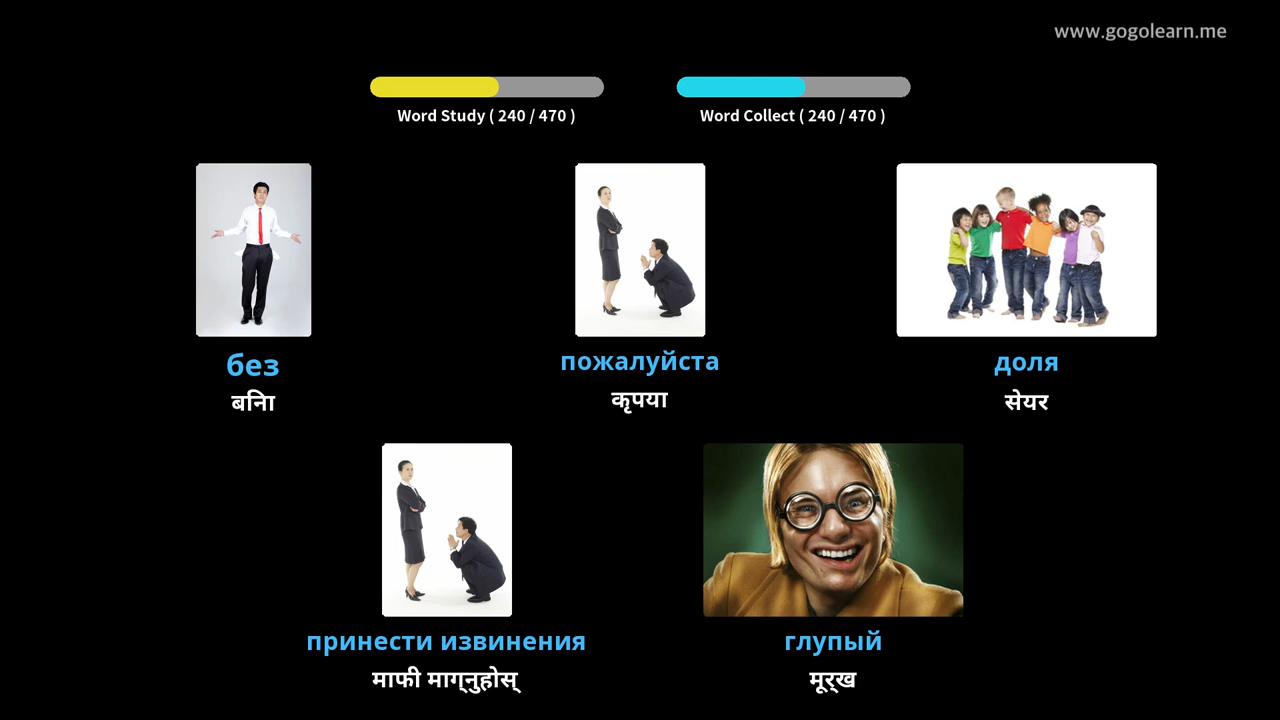 www.gogolearn.me
Word Study ( 240 / 470 )
Word Collect ( 240 / 470 )
без
пожалуйста
доля
बिना
कृपया
सेयर
принести извинения
глупый
माफी माग्नुहोस्
मूर्ख